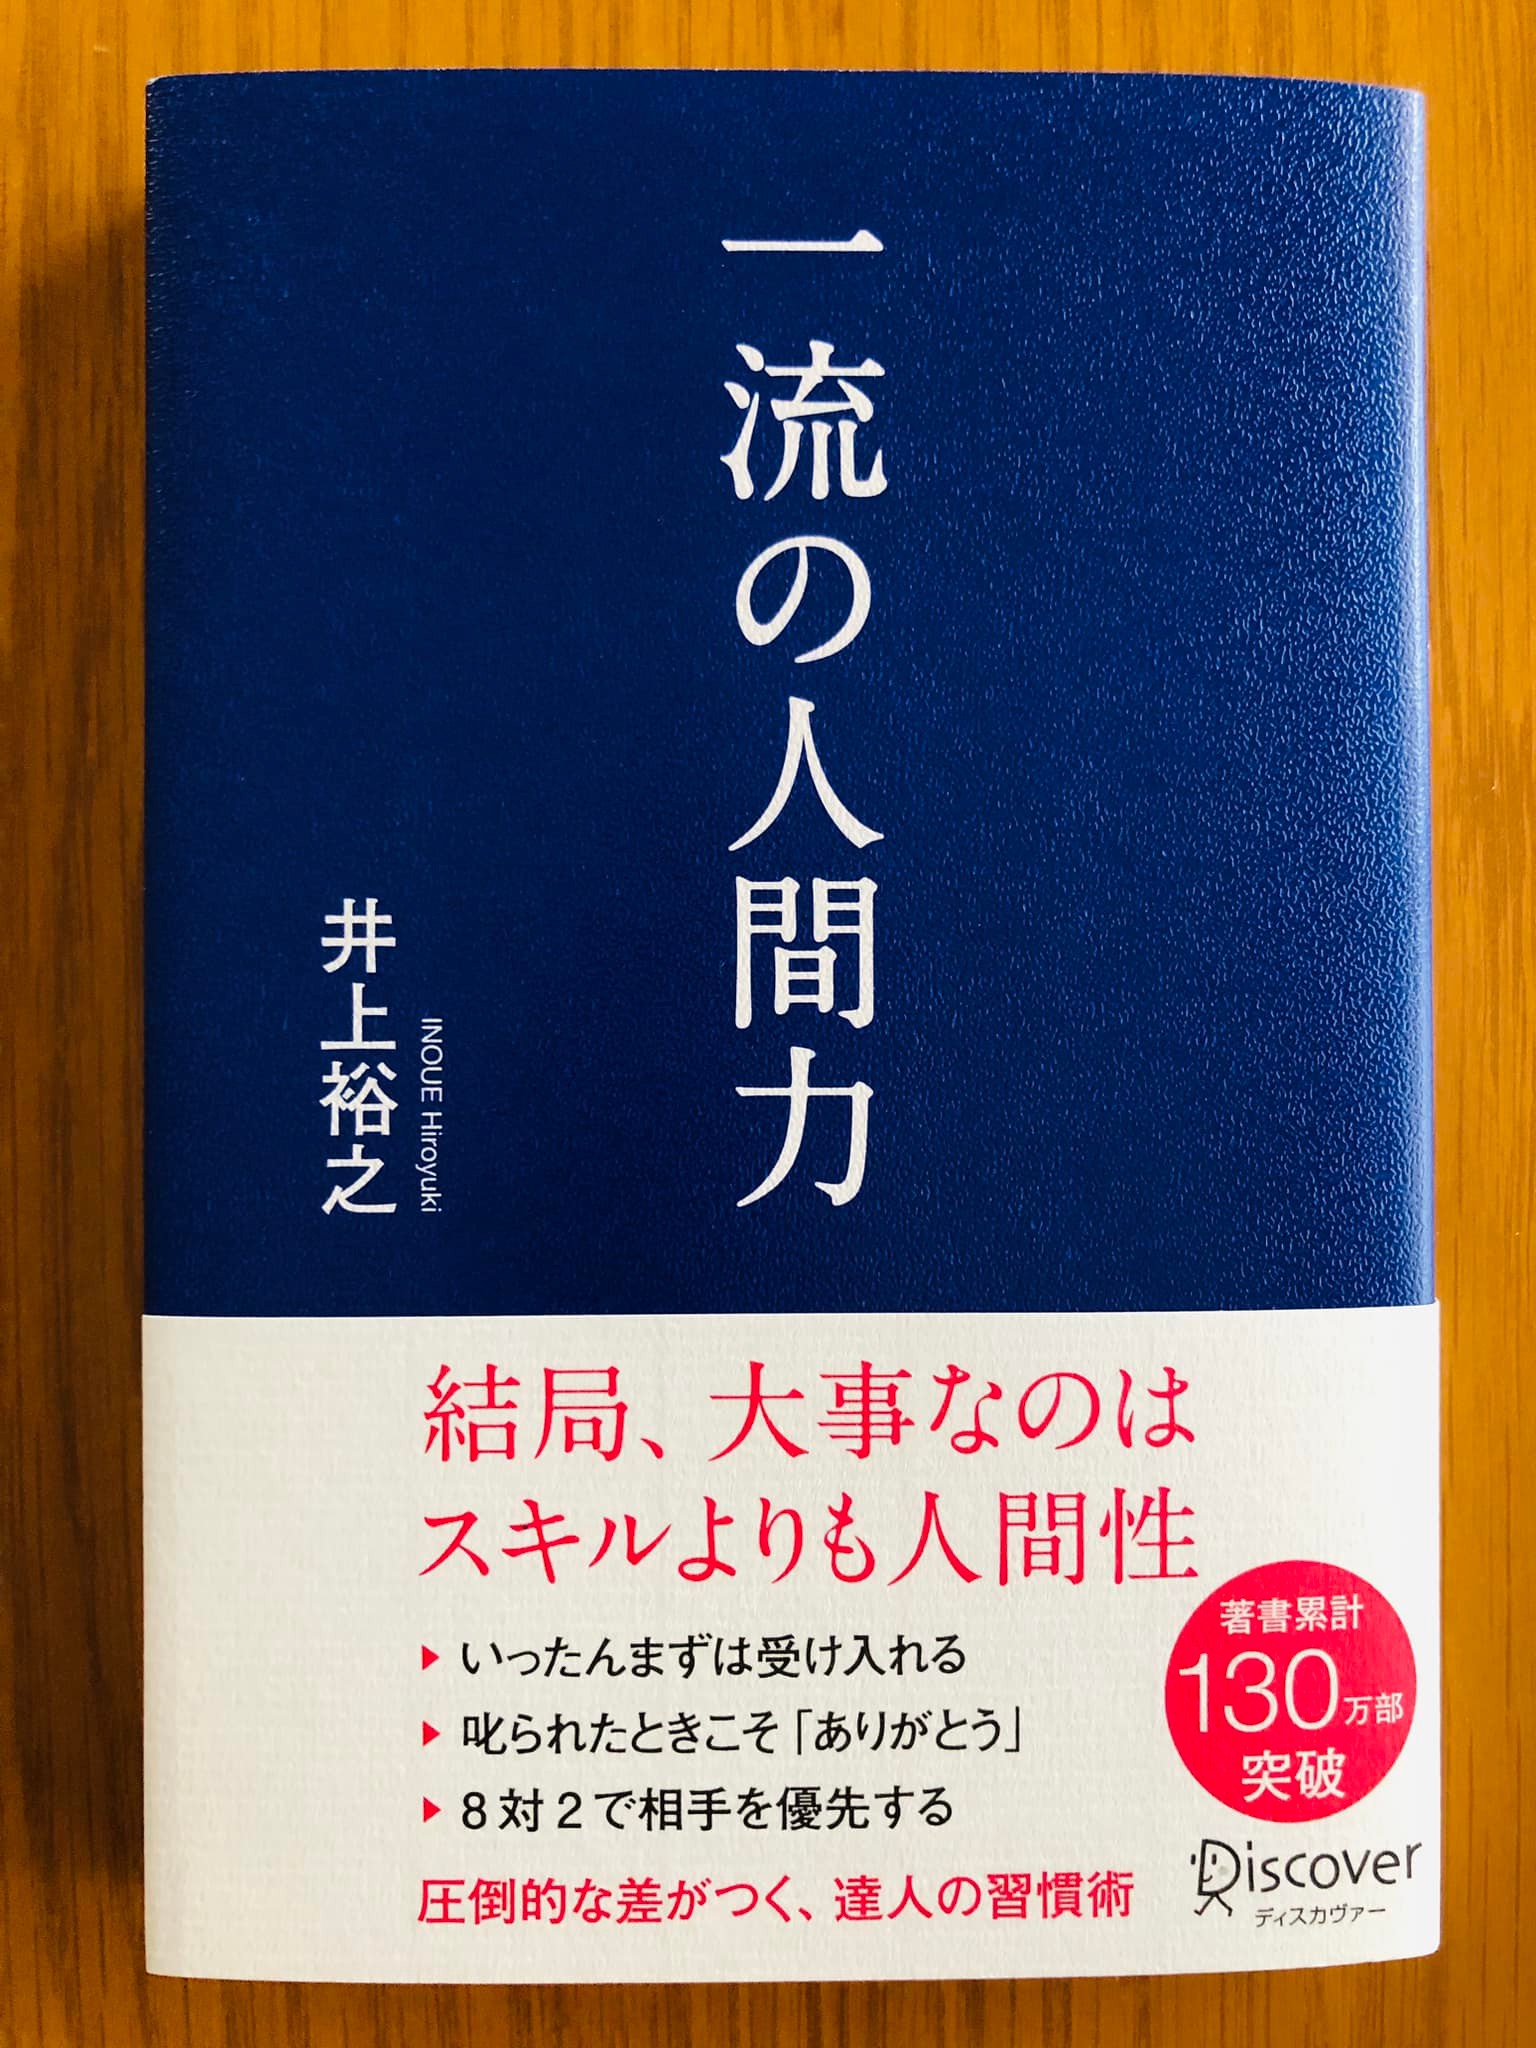 一流の人間力
井上裕之
INOUE Hiroyuki
結局、大事なのは
スキルよりも人間性
▶ いったんまずは受け入れる
▶ 叱られたときこそ「ありがとう」
▶ 8対2で相手を優先する
圧倒的な差がつく、達人の習慣術
著書累計
130万部
突破
Discover
ディスカヴァー